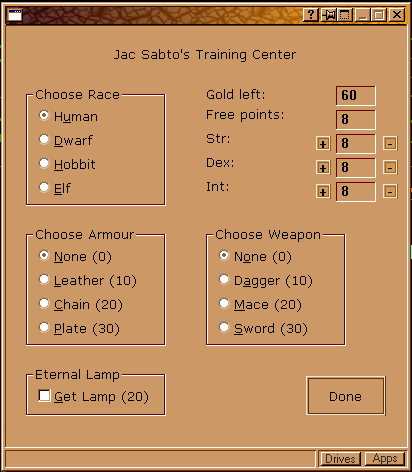 Jac Sabto's Training Center
Choose Race
Human
Dwarf
Hobbit
Elf
Gold left: 60
Free points: 8
Str: + 8 -
Dex: + 8 -
Int: + 8 -
Choose Armour
None (0)
Leather (10)
Chain (20)
Plate (30)
Choose Weapon
None (0)
Dagger (10)
Mace (20)
Sword (30)
Eternal Lamp
Get Lamp (20)
Done
Drives Apps